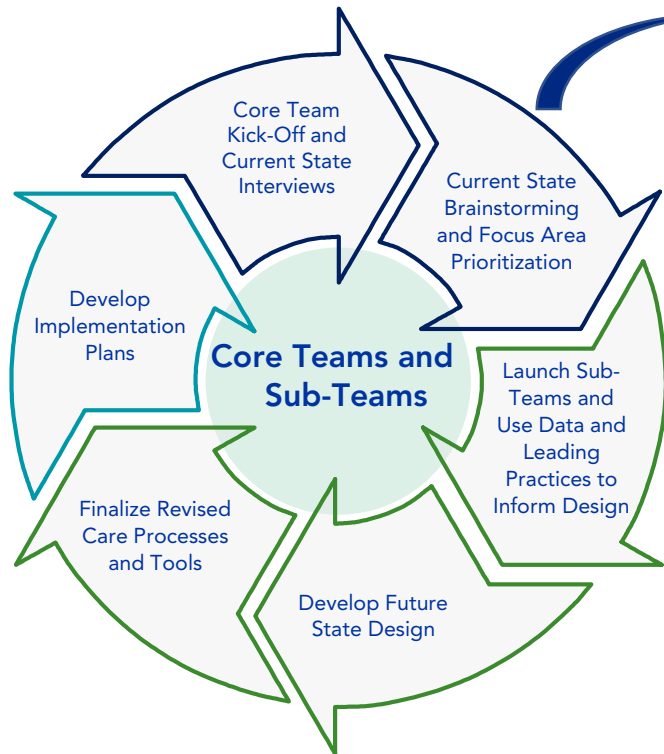 Core Team
Kick-Off and
Current State
Interviews
Current State
Brainstorming
and Focus Area
Prioritization
Launch Sub-
Teams and
Use Data and
Leading
Practices to
Inform Design
Develop Future
State Design
Finalize Revised
Care Processes
and Tools
Develop
Implementation
Plans
Core Teams and
Sub-Teams